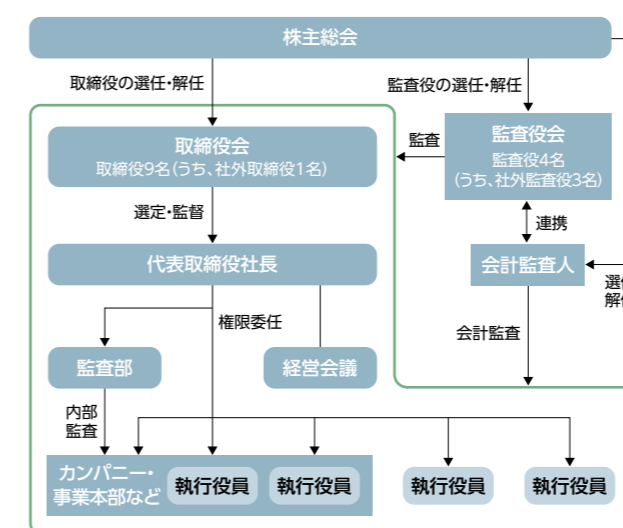 株主総会
取締役の選任・解任
監査役の選任・解任
取締役会
取締役9名（うち、社外取締役1名）
監査
監査役会
監査役4名
（うち、社外監査役3名）
選定・監督
連携
代表取締役社長
会計監査人
選
解
権限委任
会計監査
監査部
経営会議
内部
監査
カンパニー・
事業本部など
執行役員
執行役員
執行役員
執行役員